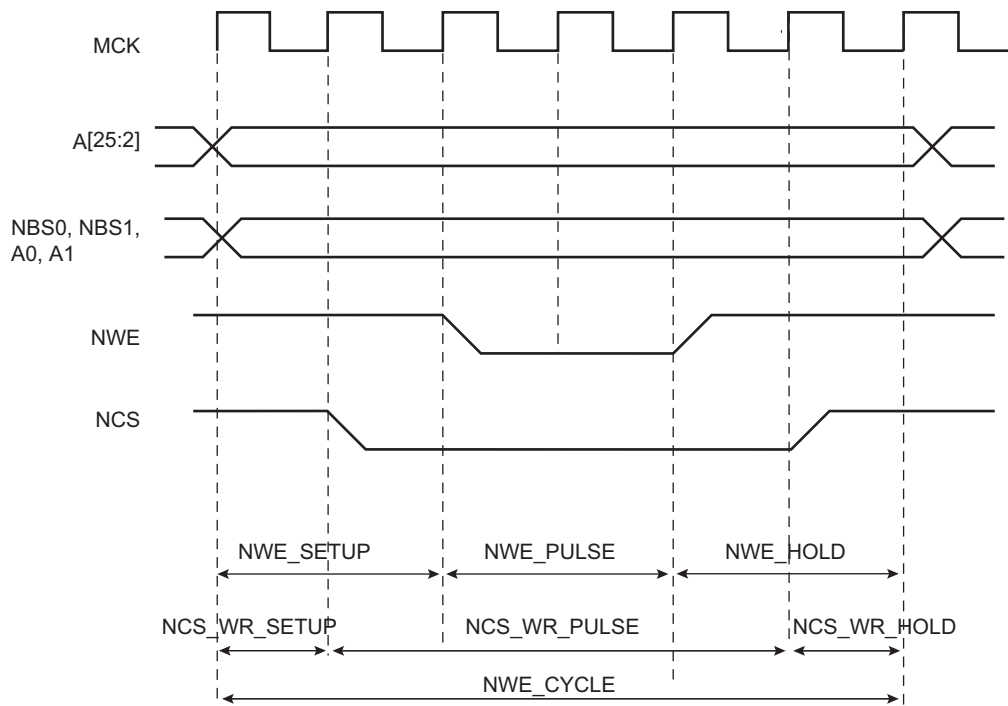 MCK
A[25:2]
NBS0, NBS1,
A0, A1
NWE
NCS
NWE_SETUP
NWE_PULSE
NWE_HOLD
NCS_WR_SETUP
NCS_WR_PULSE
NCS_WR_HOLD
NWE_CYCLE